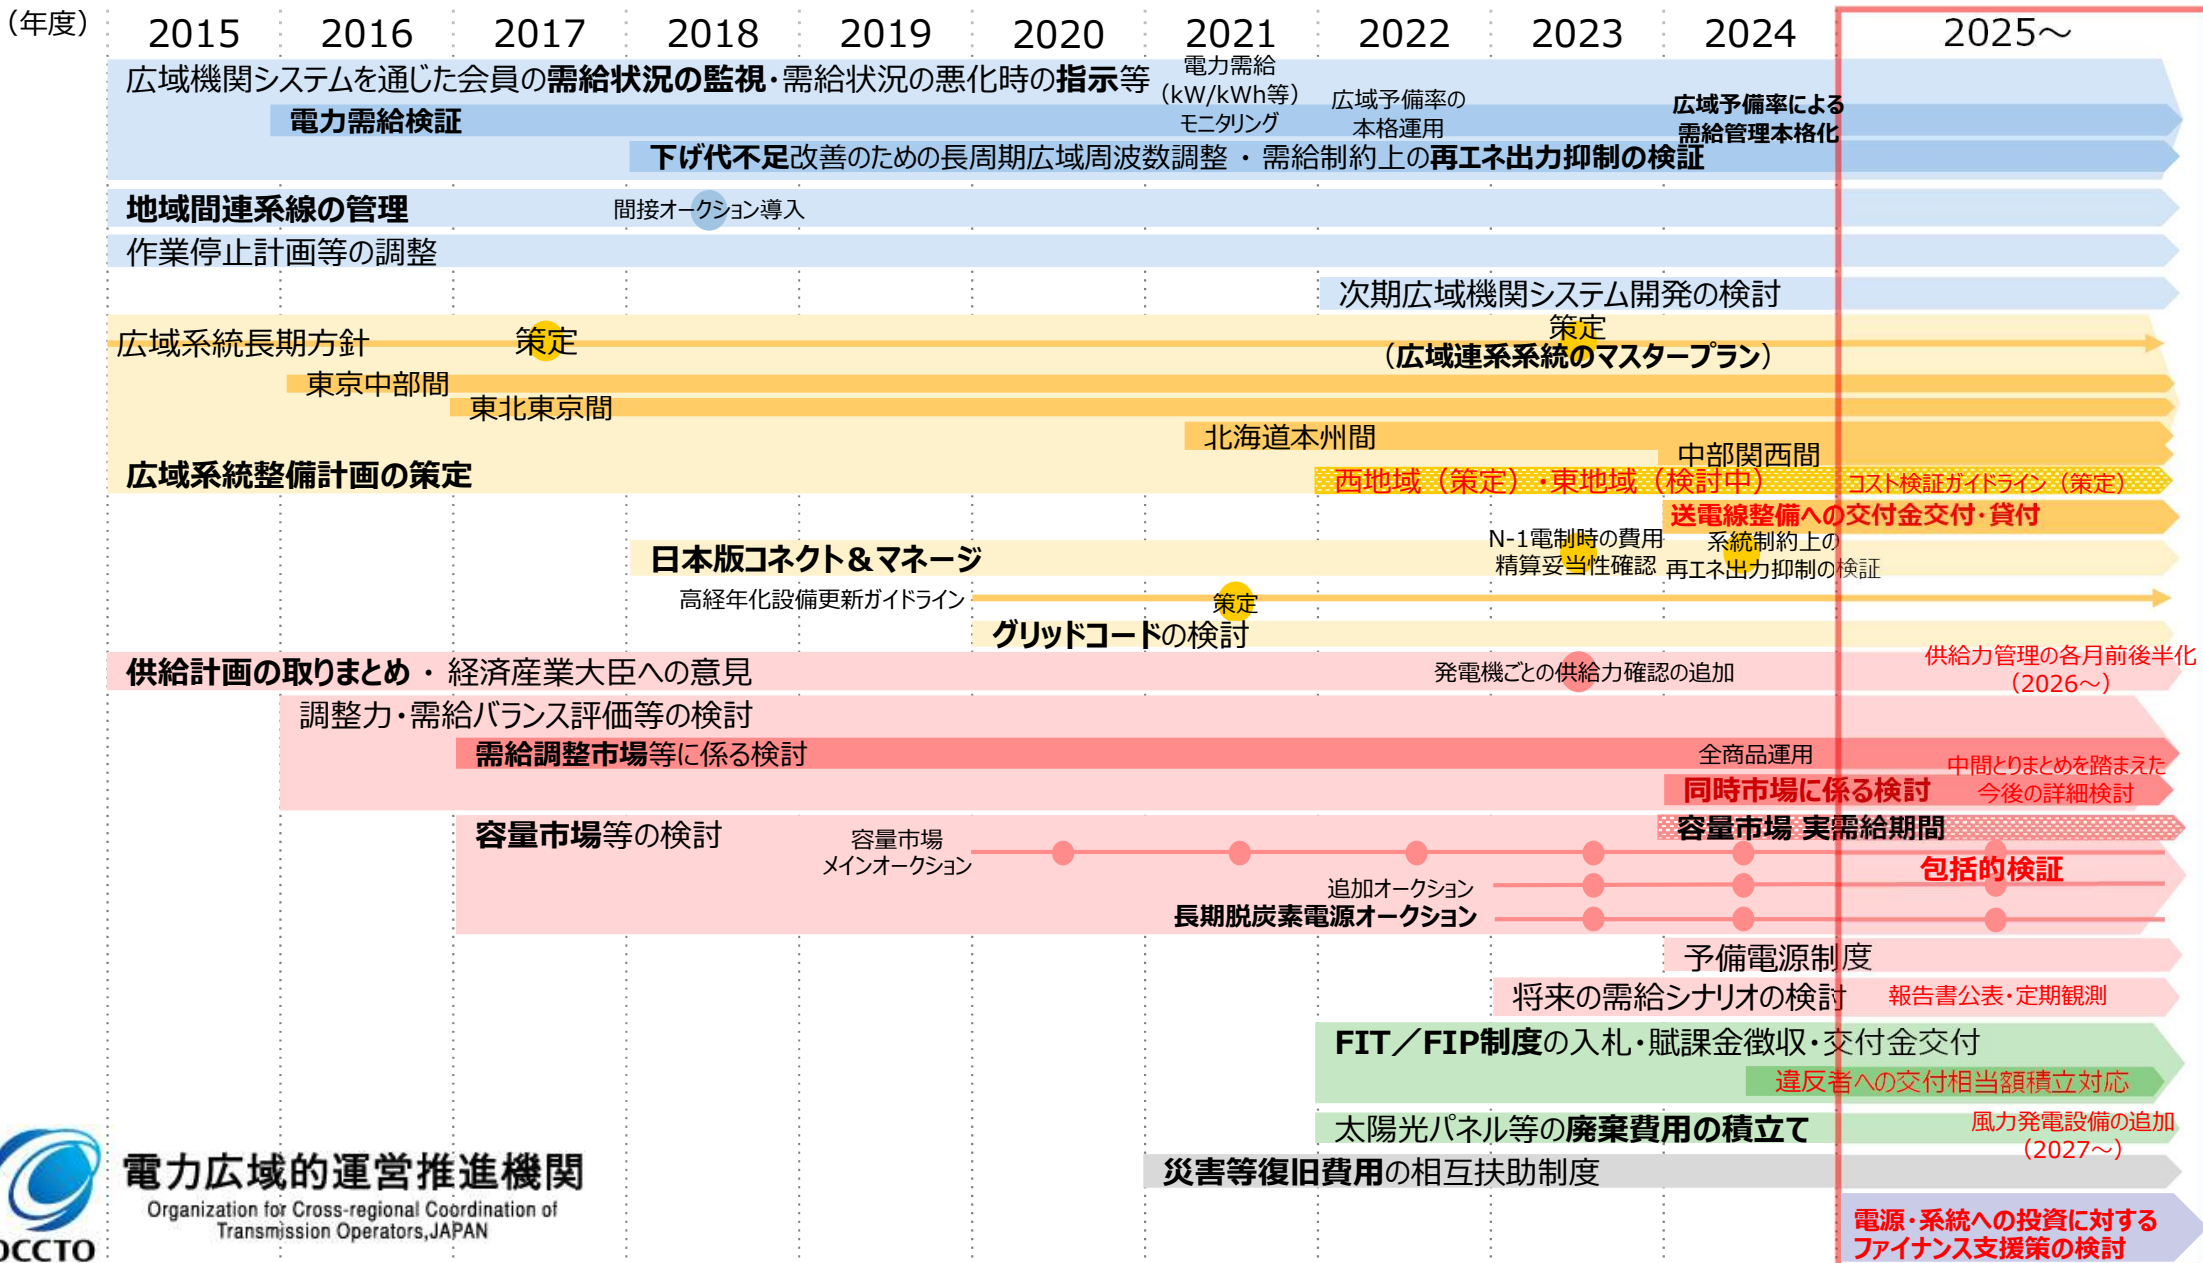 （年度）
2015 2016 2017 2018 2019 2020 2021 2022 2023 2024 2025～
広域機関システムを通じた会員の需給状況の監視・需給状況の悪化時の指示等
電力需給
（kW/kWh等）
モニタリング
広域予備率の
本格運用
広域予備率による
需給管理本格化
電力需給検証
下げ代不足改善のための長周期広域周波数調整 ・ 需給制約上の再エネ出力抑制の検証
地域間連系線の管理
間接オークション導入
作業停止計画等の調整
次期広域機関システム開発の検討
広域系統長期方針
策定
策定
（広域連系系統のマスタープラン）
東京中部間
東北東京間
北海道本州間
中部関西間
広域系統整備計画の策定
西地域（策定）・東地域（検討中）
コスト検証ガイドライン（策定）
送電線整備への交付金交付・貸付
日本版コネクト＆マネージ
N-1電制時の費用
精算妥当性確認
系統制約上の
再エネ出力抑制の検証
高経年化設備更新ガイドライン
策定
グリッドコードの検討
供給計画の取りまとめ ・ 経済産業大臣への意見
発電機ごとの供給力確認の追加
供給力管理の各月前後半化
（2026～）
調整力・需給バランス評価等の検討
需給調整市場等に係る検討
全商品運用
同時市場に係る検討
中間とりまとめを踏まえた
今後の詳細検討
容量市場等の検討
容量市場
メインオークション
容量市場 実需給期間
包括的検証
追加オークション
長期脱炭素電源オークション
予備電源制度
将来の需給シナリオの検討
報告書公表・定期観測
FIT／FIP制度の入札・賦課金徴収・交付金交付
違反者への交付相当額積立対応
太陽光パネル等の廃棄費用の積立て
風力発電設備の追加
（2027～）
災害等復旧費用の相互扶助制度
電源・系統への投資に対する
ファイナンス支援策の検討
電力広域的運営推進機関
Organization for Cross-regional Coordination of
Transmission Operators,JAPAN
OCCTO